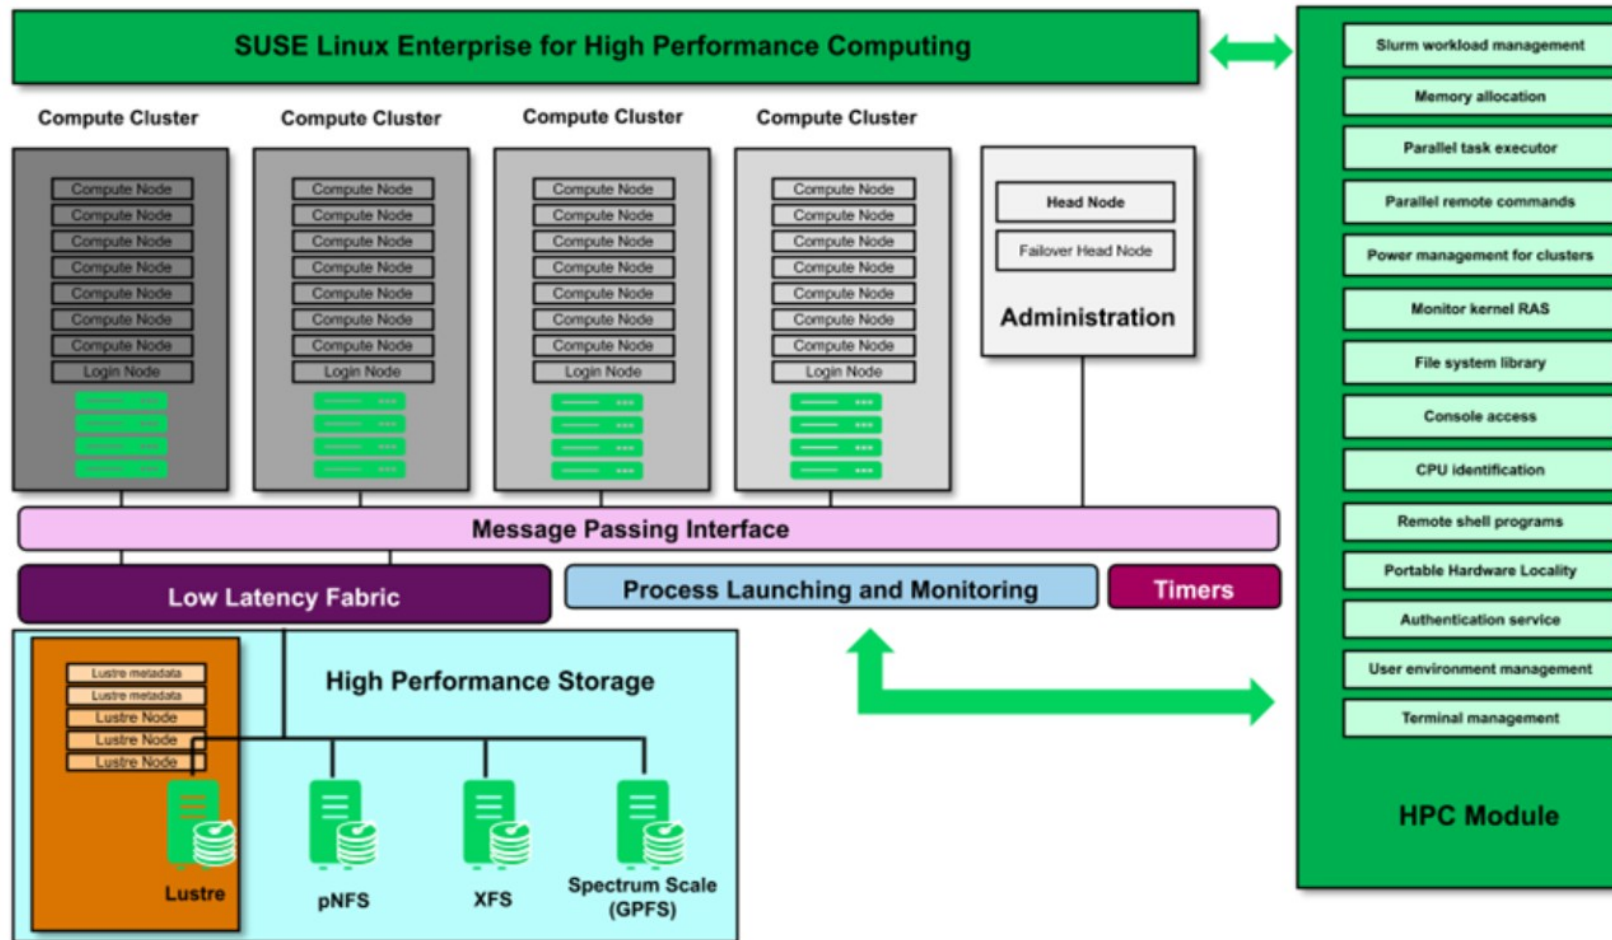 SUSE Linux Enterprise for High Performance Computing
Compute Cluster
Compute Node
Compute Node
Compute Node
Compute Node
Compute Node
Compute Node
Compute Node
Login Node
Compute Cluster
Compute Node
Compute Node
Compute Node
Compute Node
Compute Node
Compute Node
Compute Node
Login Node
Compute Cluster
Compute Node
Compute Node
Compute Node
Compute Node
Compute Node
Compute Node
Compute Node
Login Node
Compute Cluster
Compute Node
Compute Node
Compute Node
Compute Node
Compute Node
Compute Node
Compute Node
Login Node
Head Node
Failover Head Node
Administration
Message Passing Interface
Low Latency Fabric
Process Launching and Monitoring
Timers
High Performance Storage
Lustre metadata
Lustre metadata
Lustre Node
Lustre Node
Lustre Node
Lustre
pNFS
XFS
Spectrum Scale
(GPFS)
Slurm workload management
Memory allocation
Parallel task executor
Parallel remote commands
Power management for clusters
Monitor kernel RAS
File system library
Console access
CPU identification
Remote shell programs
Portable Hardware Locality
Authentication service
User environment management
Terminal management
HPC Module